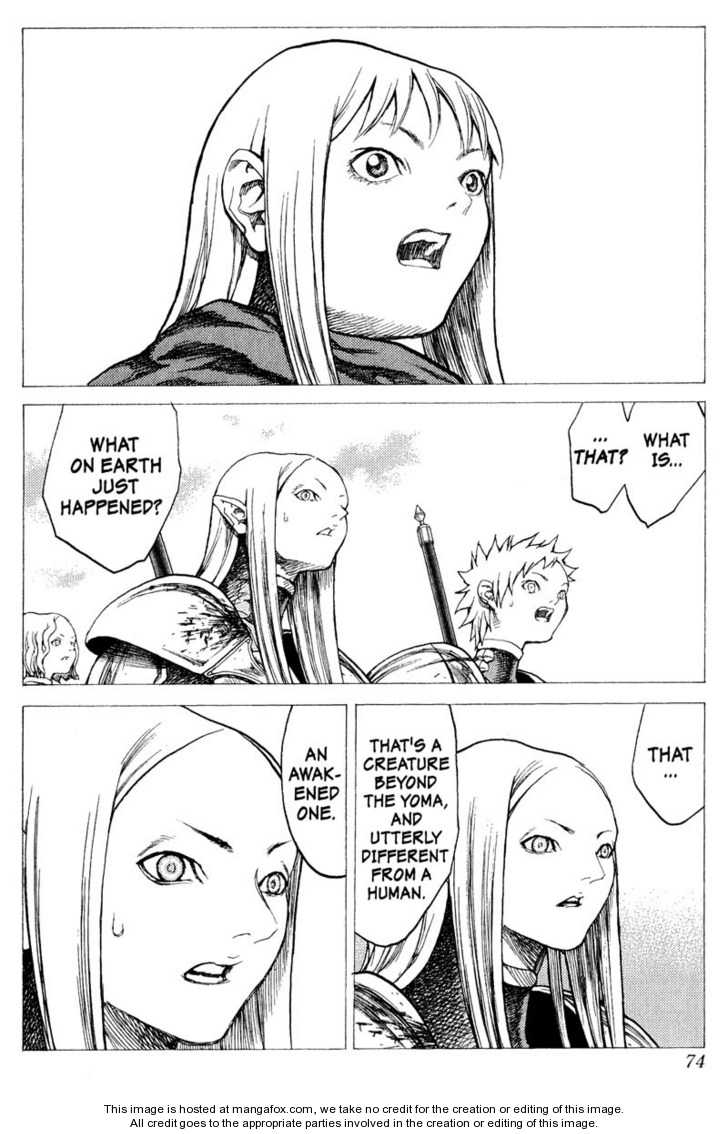 WHAT
IS...
...
THAT?
WHAT
ON EARTH
JUST
HAPPENED?
THAT
...
THAT'S A
CREATURE
BEYOND
THE YOMA,
AND
UTTERLY
DIFFERENT
FROM A
HUMAN.
AN
AWAK-
ENED
ONE.
74
This image is hosted at mangafox.com, we take no credit for the creation or editing of this image.
All credit goes to the appropriate parties involved in the creation or editing of this image.